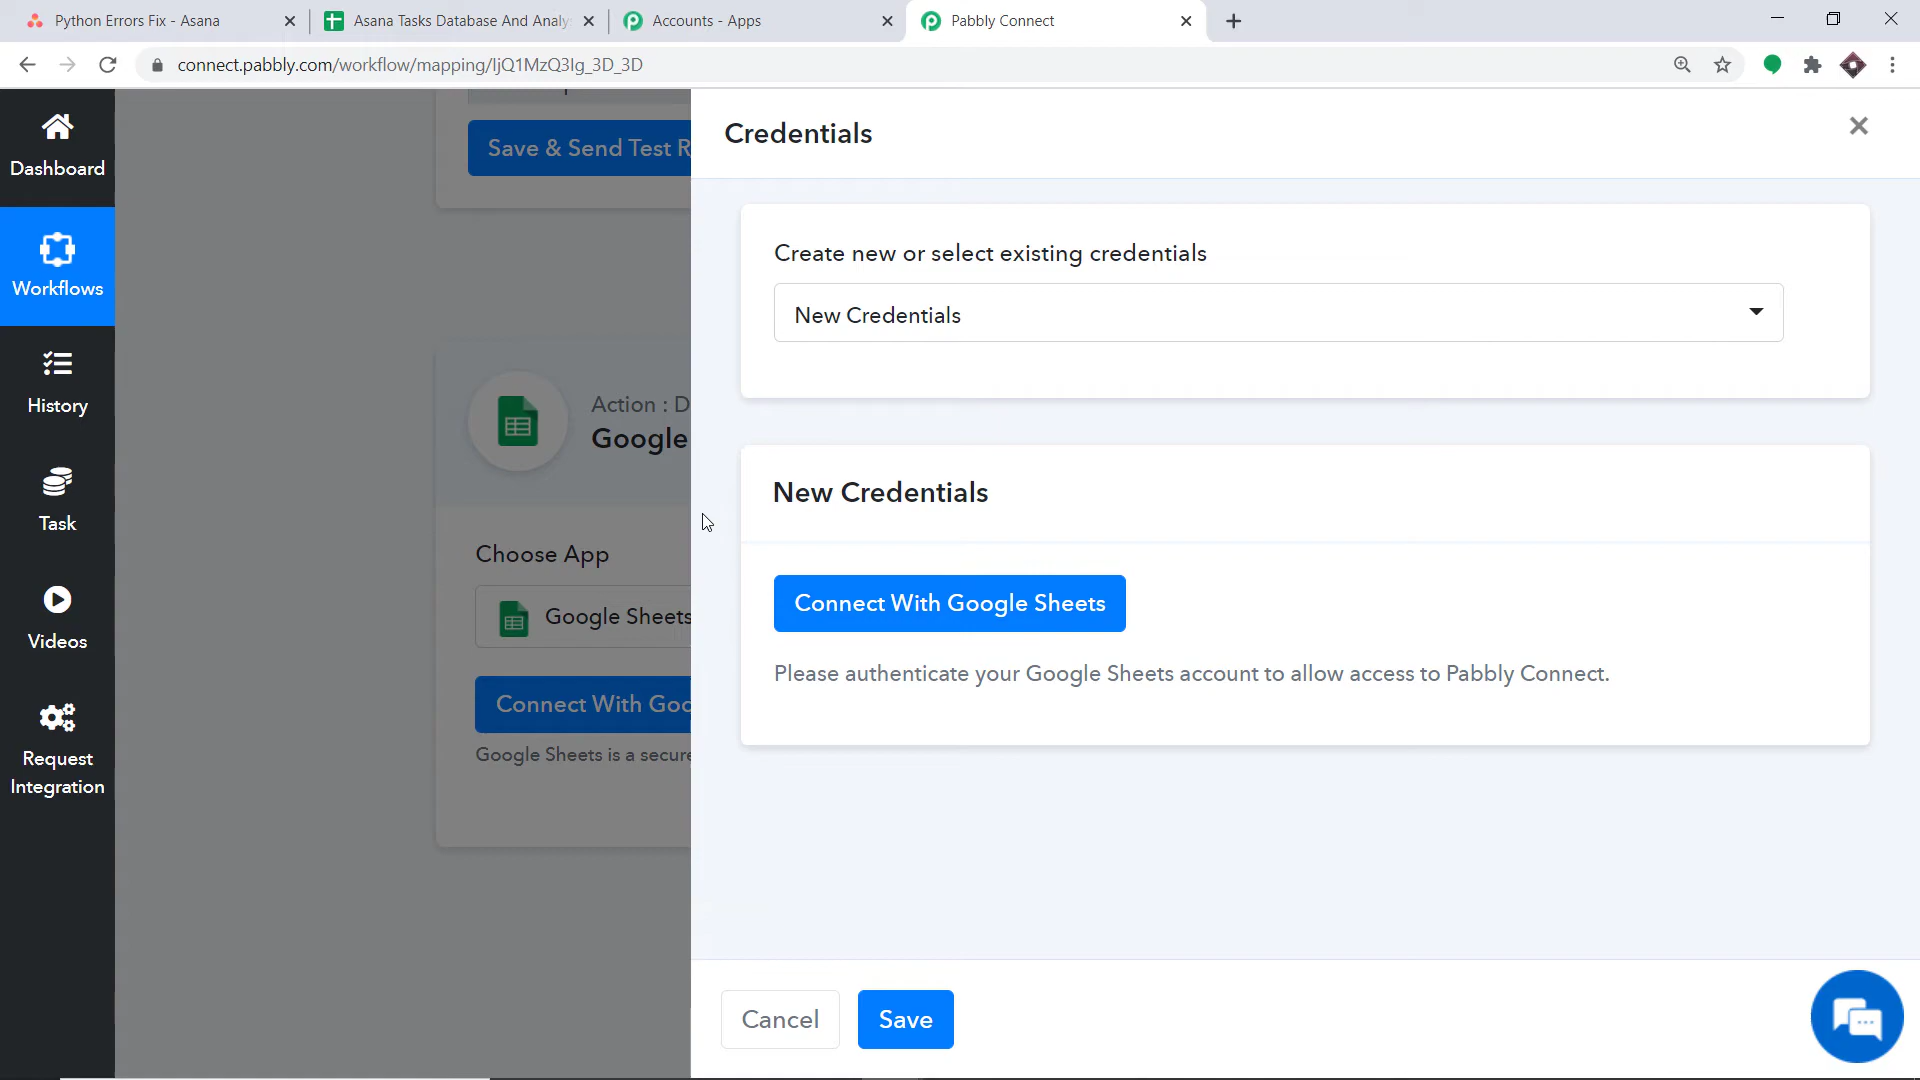 Python Errors Fix - Asana
Asana Tasks Database And Analy
Accounts - Apps
Pabbly Connect
connect.pabbly.com/workflow/mapping/IjQ1MzQ3Ig_3D_3D
Dashboard
Workflows
History
Task
Videos
Request
Integration
Save & Send Test R
Action : D
Google
Choose App
Google Sheets
Connect With Goo
Google Sheets is a secure
Credentials
Create new or select existing credentials
New Credentials
New Credentials
Connect With Google Sheets
Please authenticate your Google Sheets account to allow access to Pabbly Connect.
Cancel
Save